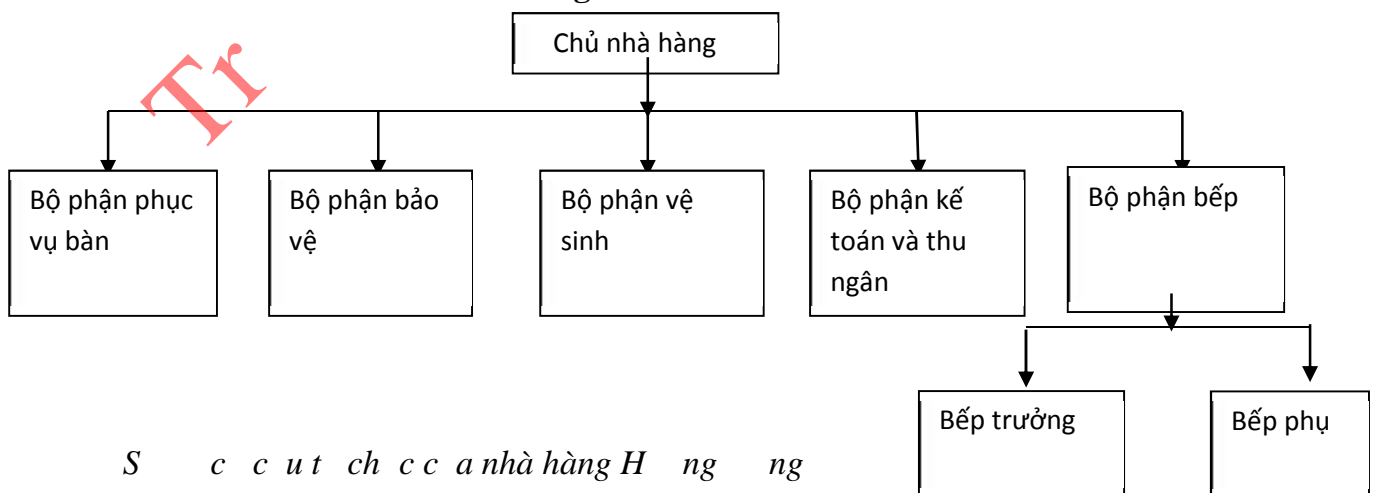 Chủ nhà hàng
Tr
Bộ phận phục
vụ bàn
Bộ phận bảo
vệ
Bộ phận vệ
sinh
Bộ phận kế
toán và thu
ngân
Bộ phận bếp
Bếp trưởng
Bếp phụ
nhà hàng